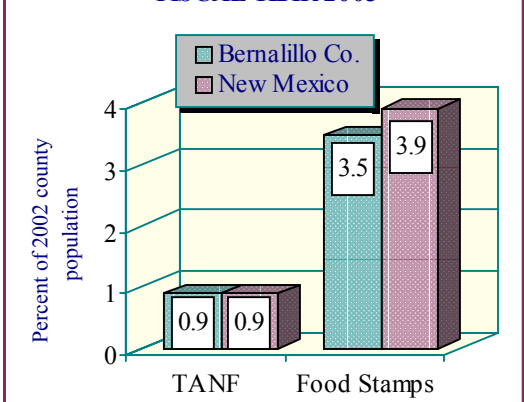 Bernalillo Co.
New Mexico
Percent of 2002 county
population
4
3
2
1
0
3.5
3.9
0.9
0.9
TANF
Food Stamps